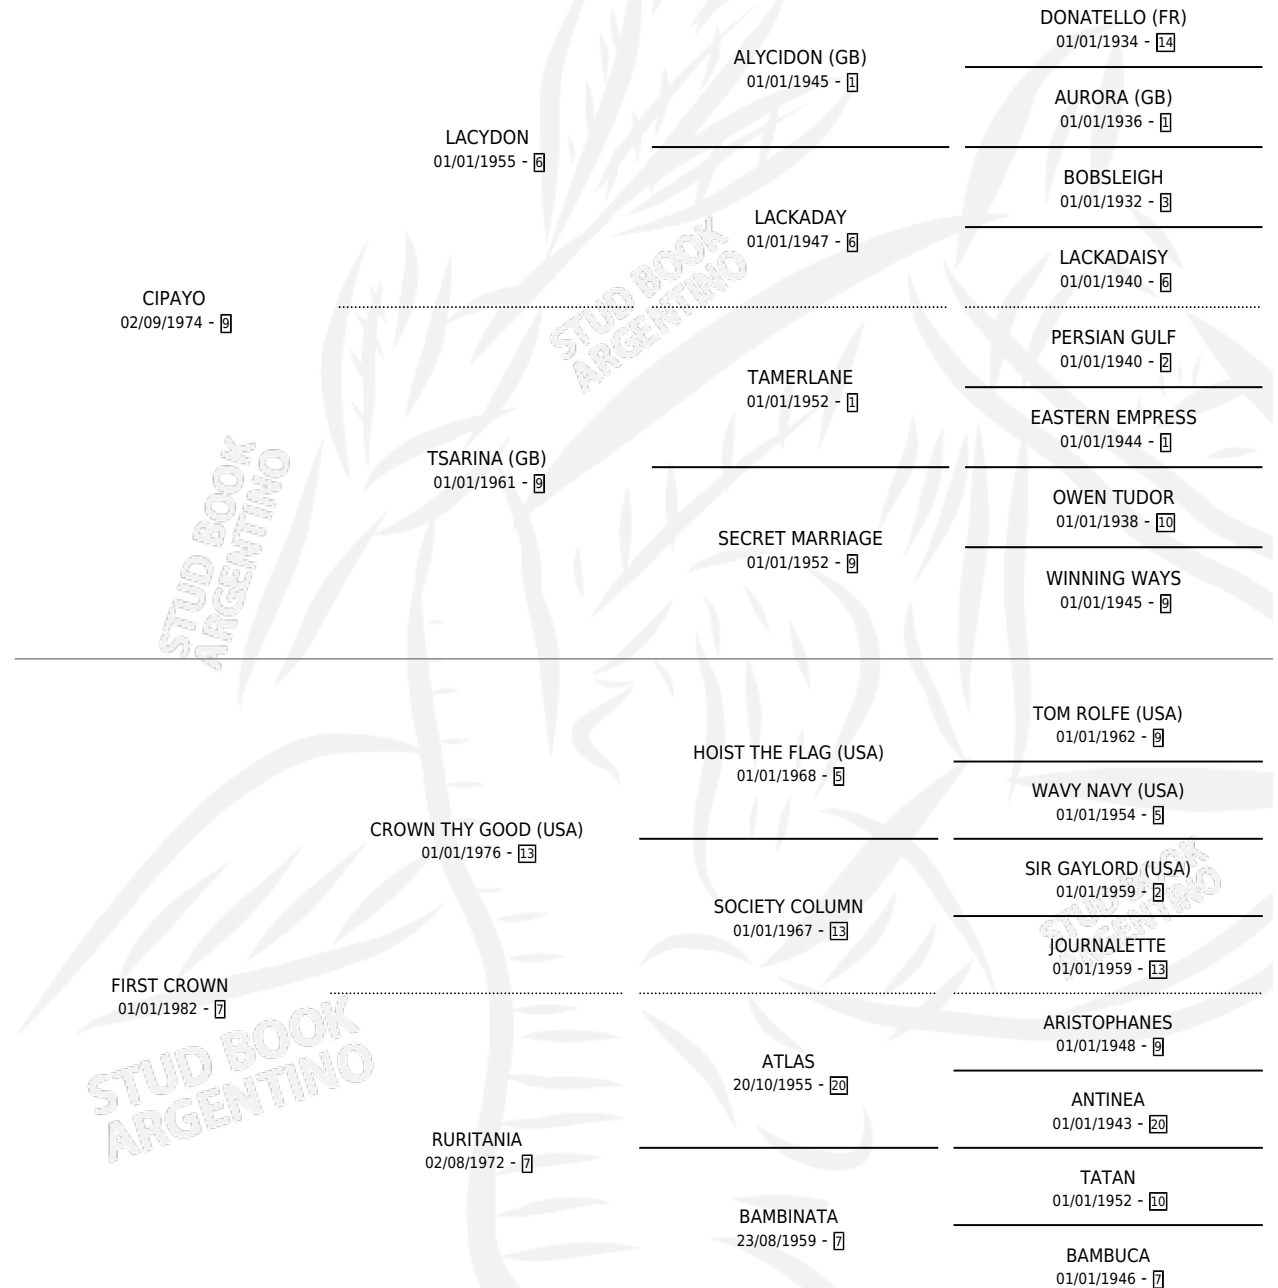 DONATELLO (FR)
01/01/1934 - 14
ALYCIDON (GB)
01/01/1945 - 1
AURORA (GB)
01/01/1936 - 1
LACYDON
01/01/1955 - 6
BOBSLEIGH
01/01/1932 - 3
LACKADAY
01/01/1947 - 6
LACKADAISY
01/01/1940 - 6
CIPAYO
02/09/1974 - 9
PERSIAN GULF
01/01/1940 - 2
TAMERLANE
01/01/1952 - 1
EASTERN EMPRESS
01/01/1944 - 1
TSARINA (GB)
01/01/1961 - 9
OWEN TUDOR
01/01/1938 - 10
SECRET MARRIAGE
01/01/1952 - 9
WINNING WAYS
01/01/1945 - 9
STUD BOOK
ARGENTINO
STUD BOOK
ARGENTINO
TOM ROLFE (USA)
01/01/1962 - 9
HOIST THE FLAG (USA)
01/01/1968 - 5
WAVY NAVY (USA)
01/01/1954 - 5
CROWN THY GOOD (USA)
01/01/1976 - 13
SIR GAYLORD (USA)
01/01/1959 - 2
SOCIETY COLUMN
01/01/1967 - 13
JOURNALETTE
01/01/1959 - 13
FIRST CROWN
01/01/1982 - 7
ARISTOPHANES
01/01/1948 - 9
ATLAS
20/10/1955 - 20
ANTINEA
01/01/1943 - 20
RURITANIA
02/08/1972 - 7
TATAN
01/01/1952 - 10
BAMBINATA
23/08/1959 - 7
BAMBUCA
01/01/1946 - 7
STUD BOOK
ARGENTINO
STUD BOOK
ARGENTINO